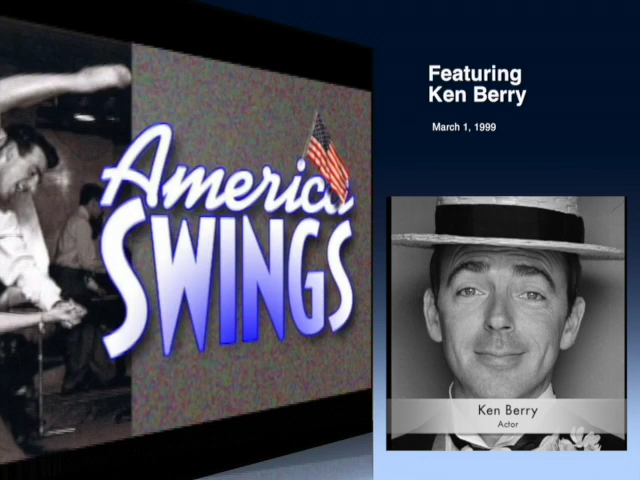 America
SWINGS
Featuring
Ken Berry
March 1, 1999
Ken Berry
Actor